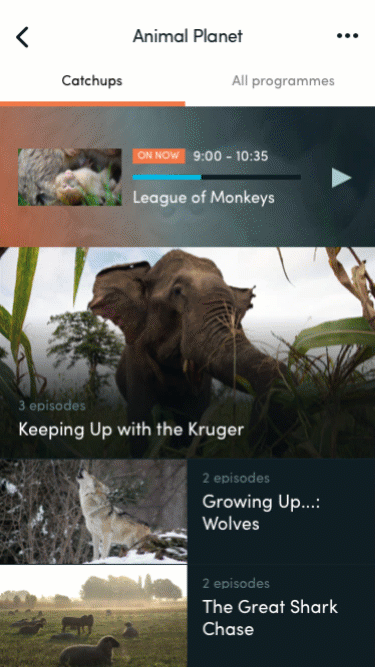 Animal Planet
Catchups
All programmes
ON NOW 9:00 - 10:35
League of Monkeys
3 episodes
Keeping Up with the Kruger
2 episodes
Growing Up...:
Wolves
2 episodes
The Great Shark
Chase